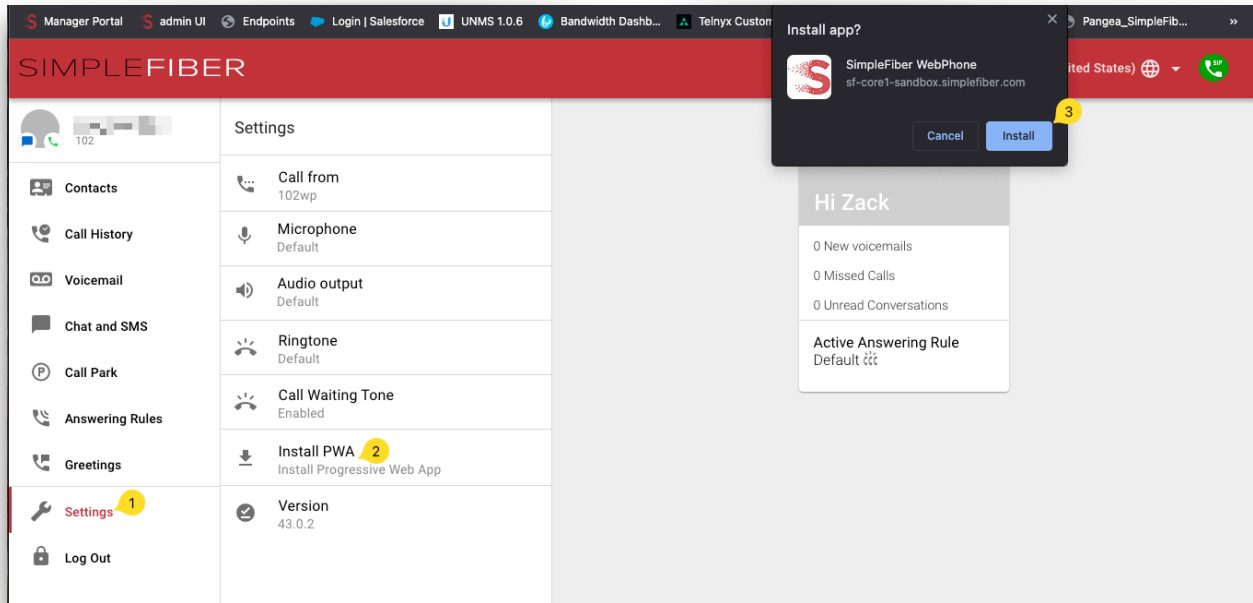 Manager Portal admin UI Endpoints Login | Salesforce UNMS 1.0.6 Bandwidth Dashb... Telnyx Custom Pangea_SimpleFib... »
SIMPLEFIBER
ited States)
SIP
Install app?
SimpleFiber WebPhone
sf-core1-sandbox.simplefiber.com
3
Cancel Install
102
Contacts
Call History
Voicemail
Chat and SMS
P Call Park
Answering Rules
Greetings
Settings 1
Log Out
Settings
Call from
102wp
Microphone
Default
Audio output
Default
Ringtone
Default
Call Waiting Tone
Enabled
Install PWA 2
Install Progressive Web App
Version
43.0.2
Hi Zack
0 New voicemails
0 Missed Calls
0 Unread Conversations
Active Answering Rule
Default